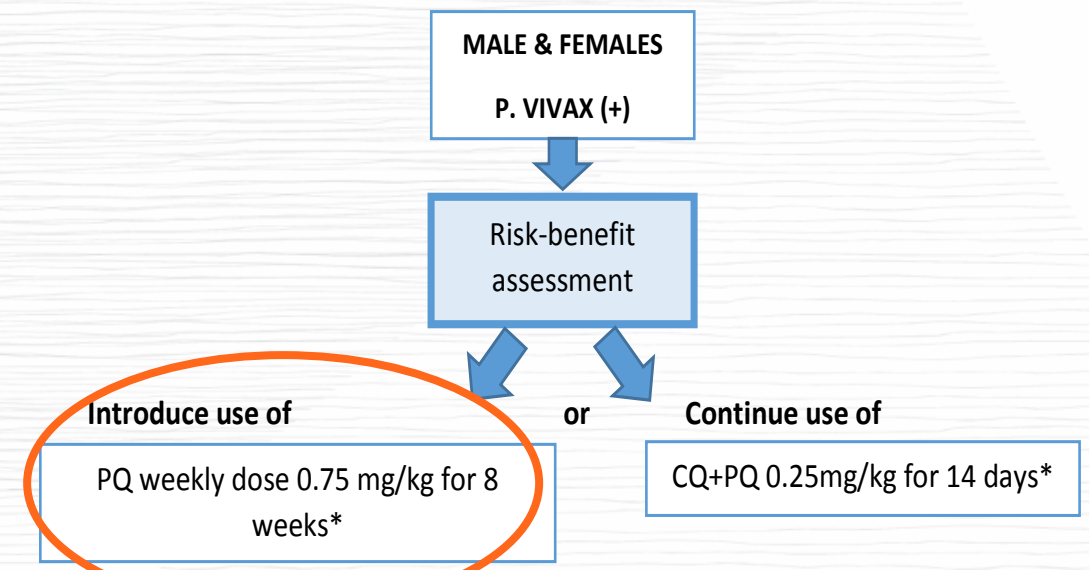 MALE & FEMALES
P. VIVAX (+)
Risk-benefit
assessment
Introduce use of
or
Continue use of
PQ weekly dose 0.75 mg/kg for 8
weeks*
CQ+PQ 0.25mg/kg for 14 days*